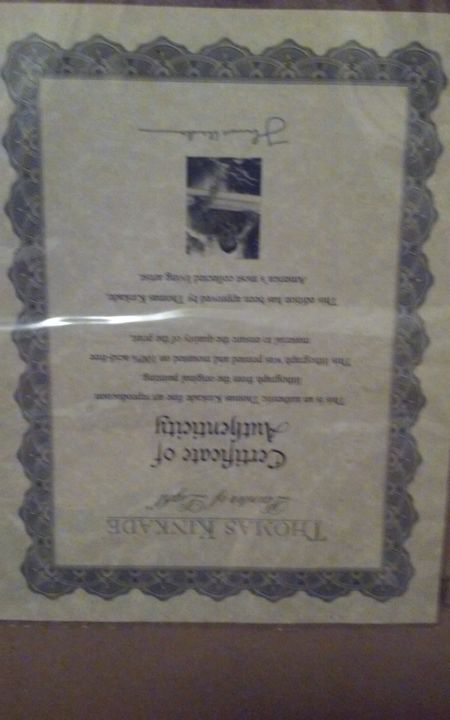 THOMAS KINKADE
Painter of Light™
Certificate of
Authenticity
This is an authentic Thomas Kinkade fine art reproduction
lithograph from the original painting.
This lithograph was printed and mounted on 100% acid-free
material to ensure the quality of the print.
This edition has been approved by Thomas Kinkade,
America's most collected living artist.